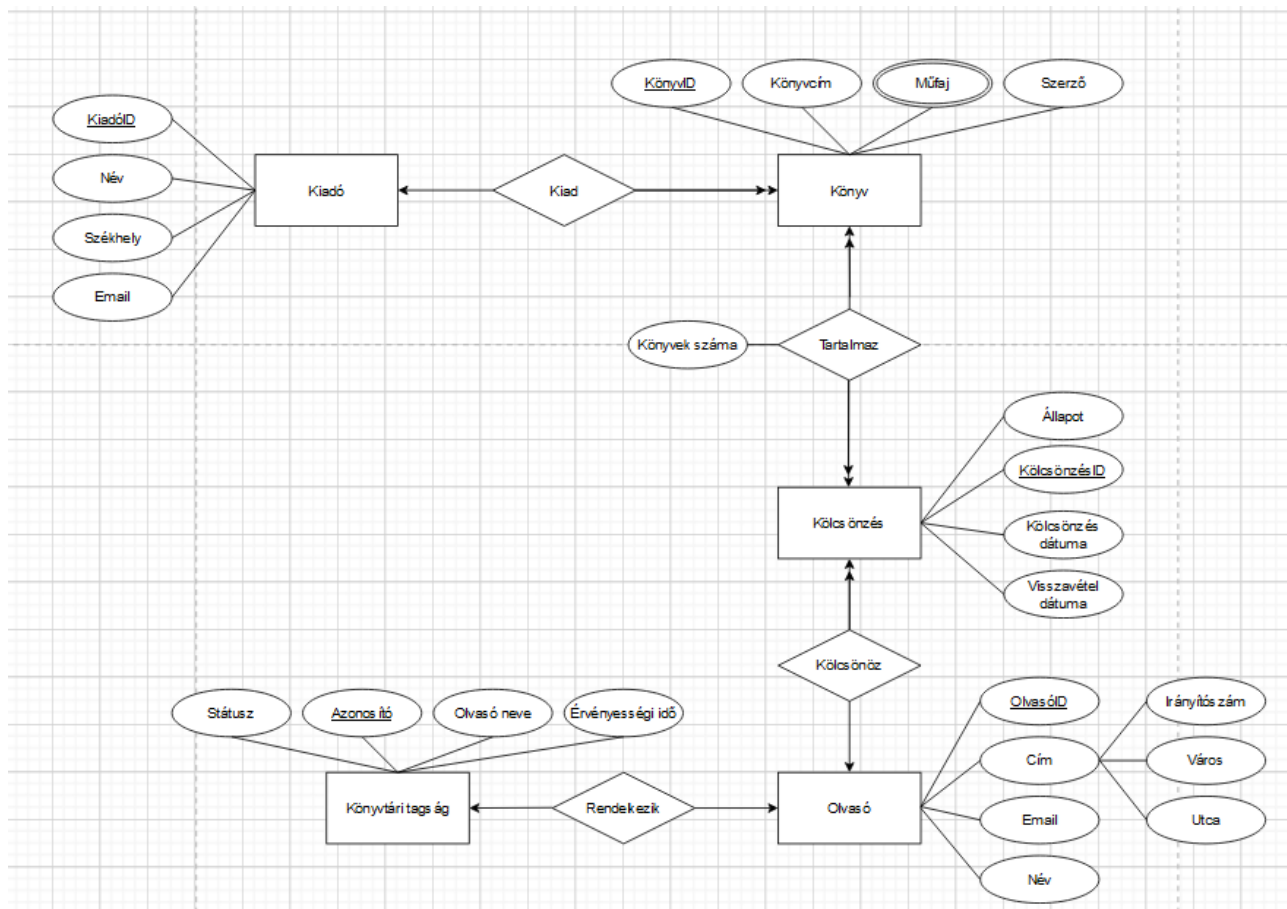 KönyvID
Könyvcím
Műfaj
Szerző
KiadóID
Név
Székhely
Email
Kiadó
Kiad
Könyv
Könyvek száma
Tartalmaz
Állapot
KölcsönzésID
Kölcsönzés
dátuma
Visszavétel
dátuma
Kölcsönzés
Kölcsönöz
Státusz
Azonosító
Olvasó neve
Érvényességi idő
OlvasóID
Cím
Email
Név
Irányítószám
Város
Utca
Könyvtári tagság
Rendekezik
Olvasó